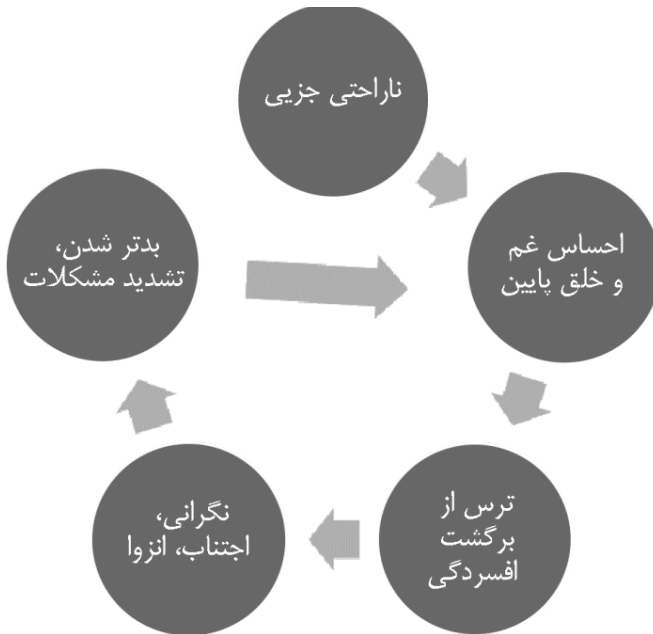 ناراحتی جزیی
احساس غم
و خلق پایین
ترس از
برگشت
افسردگی
نگرانی،
اجتناب، انزوا
بدتر شدن،
تشدید مشکلات